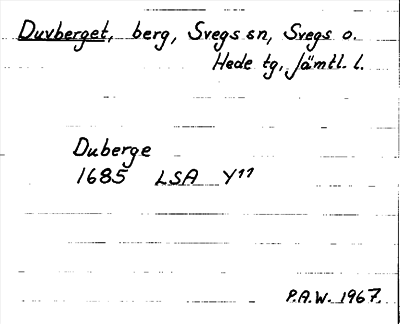 Duvberget, berg, Svegs sn, Svegs o.
Hede tg, Jämtl. l.
Duberge
1685 LSA Y11
P.A.W. 1967.